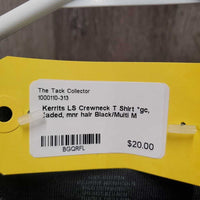 The Tack Collector
1000110-313
Kerrits LS Crewneck T Shirt *gc,
faded, mnr hair Black/Multi M
BGQRFL
$20.00